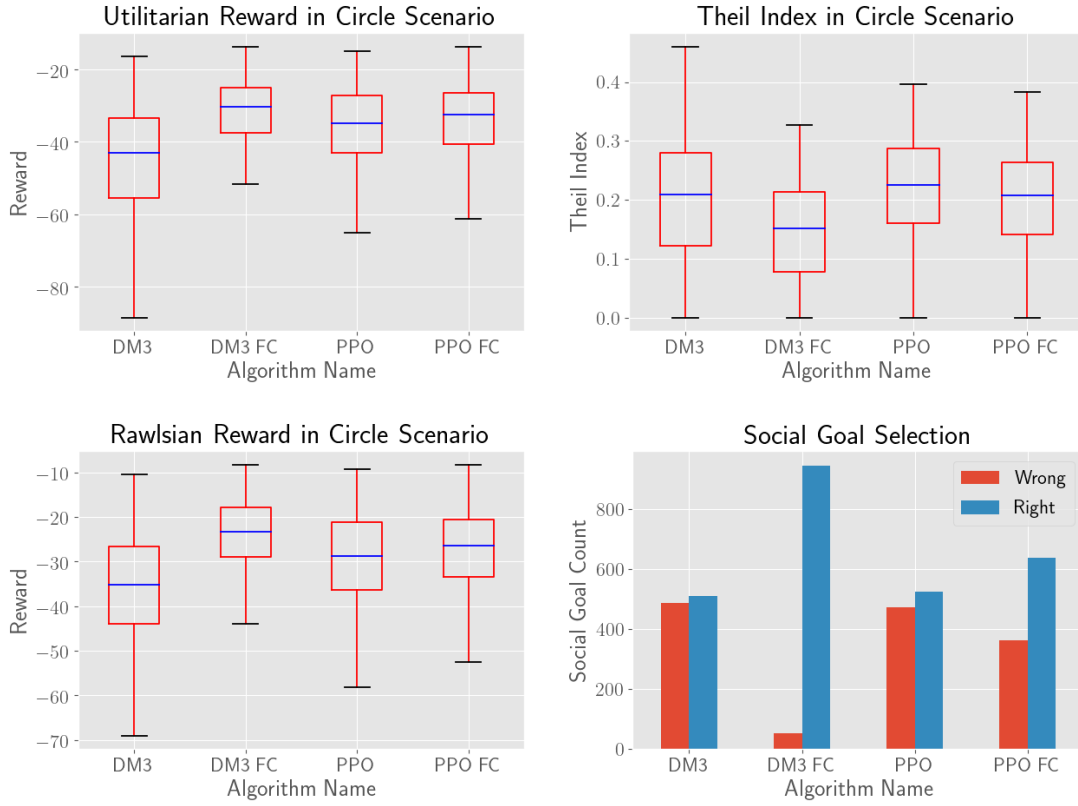 Utilitarian Reward in Circle Scenario
Reward
−20
−40
−60
−80
DM3 DM3 FC PPO PPO FC
Algorithm Name
Theil Index in Circle Scenario
Theil Index
0.4
0.3
0.2
0.1
0.0
DM3 DM3 FC PPO PPO FC
Algorithm Name
Rawlsian Reward in Circle Scenario
Reward
−10
−20
−30
−40
−50
−60
−70
DM3 DM3 FC PPO PPO FC
Algorithm Name
Social Goal Selection
Wrong
Right
Social Goal Count
800
600
400
200
0
DM3 DM3 FC PPO PPO FC
Algorithm Name